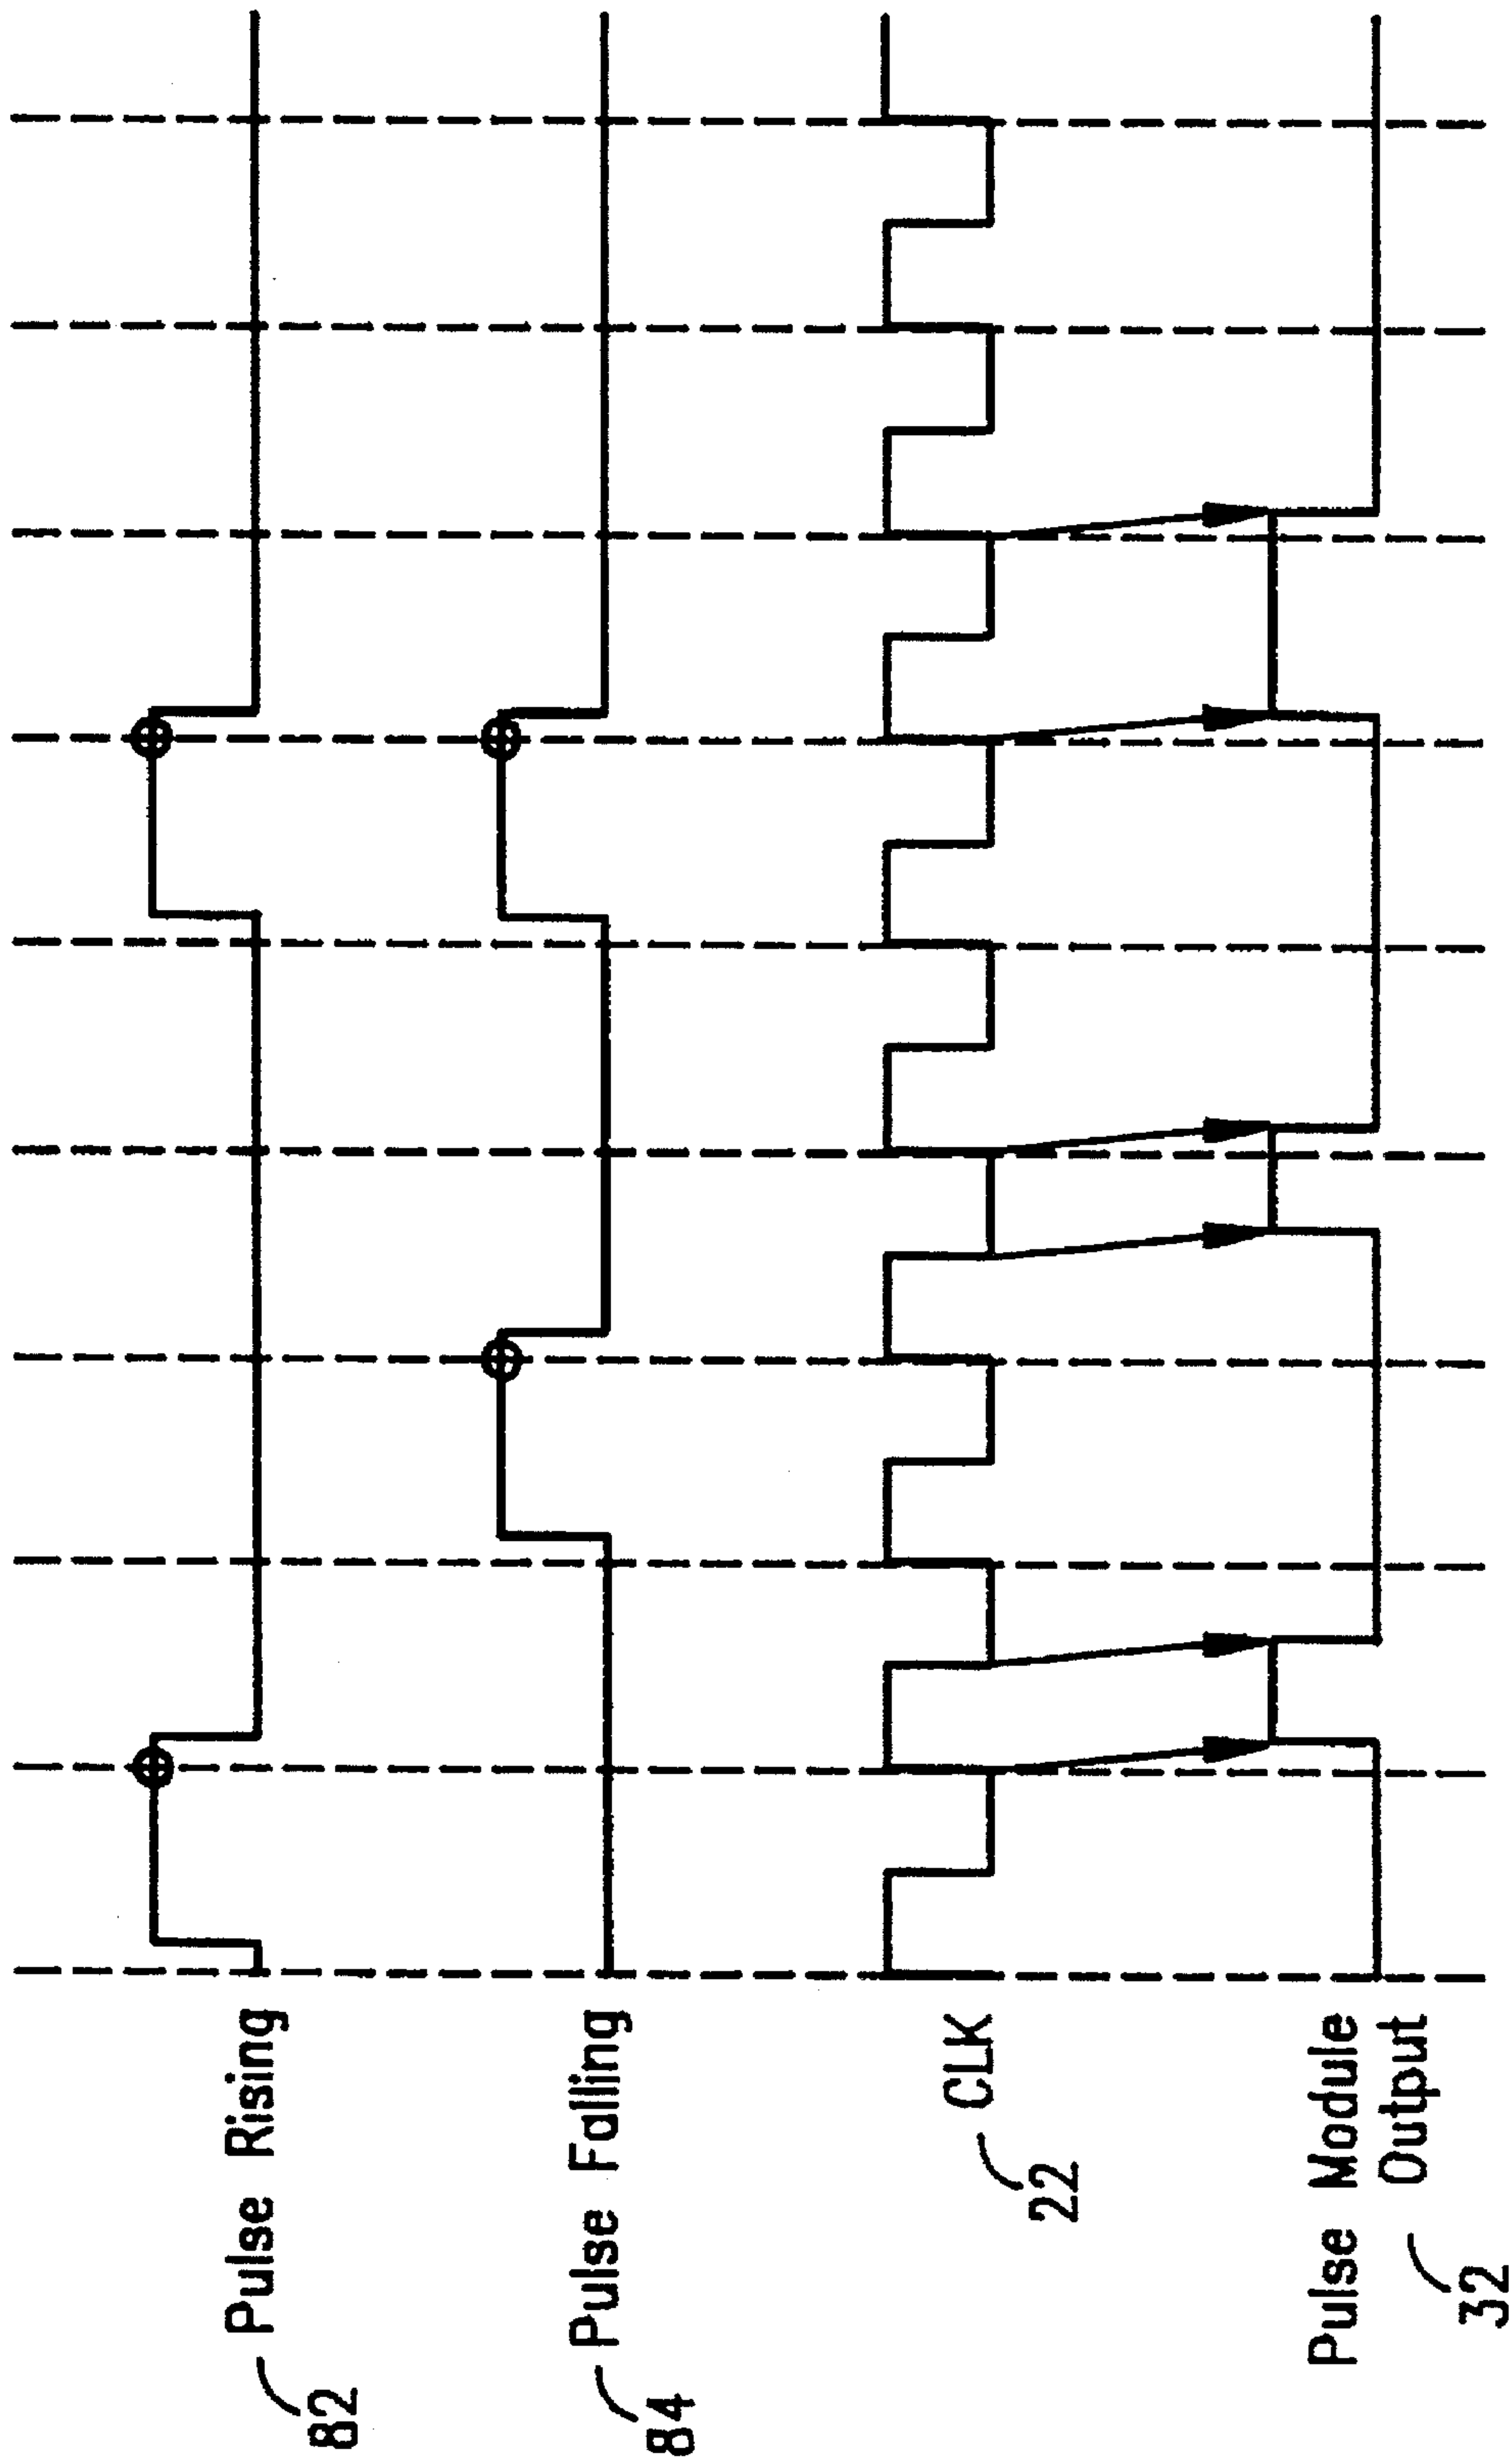 Pulse Rising
82
Pulse Falling
84
CLK
22
Pulse Module
Output
32